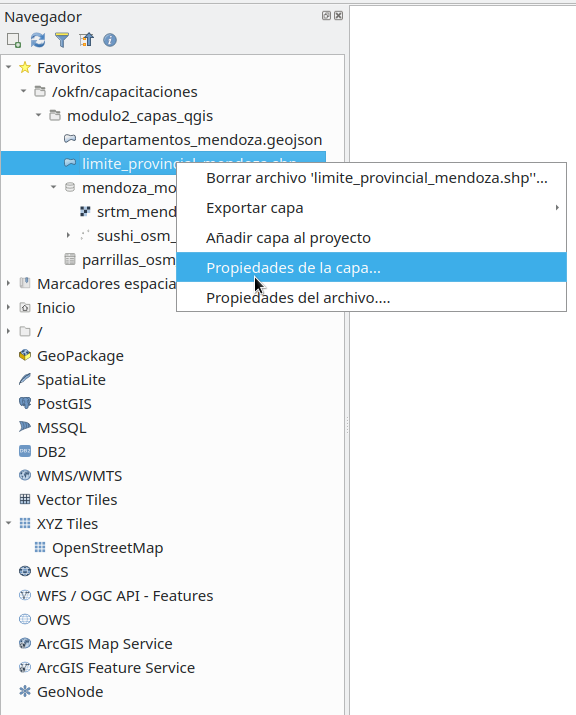 Navegador
Favoritos
/okfn/capacitaciones
modulo2_capas_qgis
departamentos_mendoza.geojson
limite_provincial_mendoza.shp
mendoza_mo
srtm_mend
sushi_osm_
parrillas_osm
Borrar archivo 'limite_provincial_mendoza.shp''...
Exportar capa
Añadir capa al proyecto
Propiedades de la capa...
Propiedades del archivo....
Marcadores espacia
Inicio
/
GeoPackage
SpatiaLite
PostGIS
MSSQL
DB2
WMS/WMTS
Vector Tiles
XYZ Tiles
OpenStreetMap
WCS
WFS / OGC API - Features
OWS
ArcGIS Map Service
ArcGIS Feature Service
GeoNode